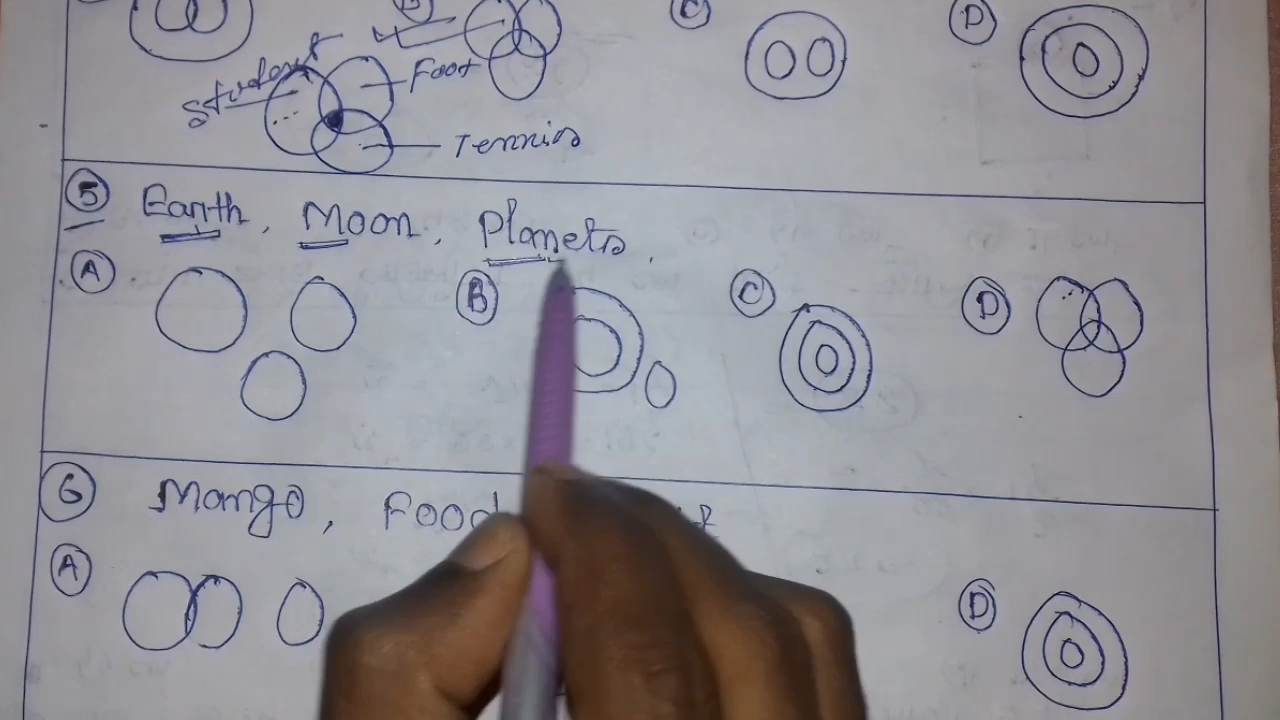 B C D
Student Foot
Tennis
5 Earth, Moon, Planets.
A B C D
6 Mango, Food
A D